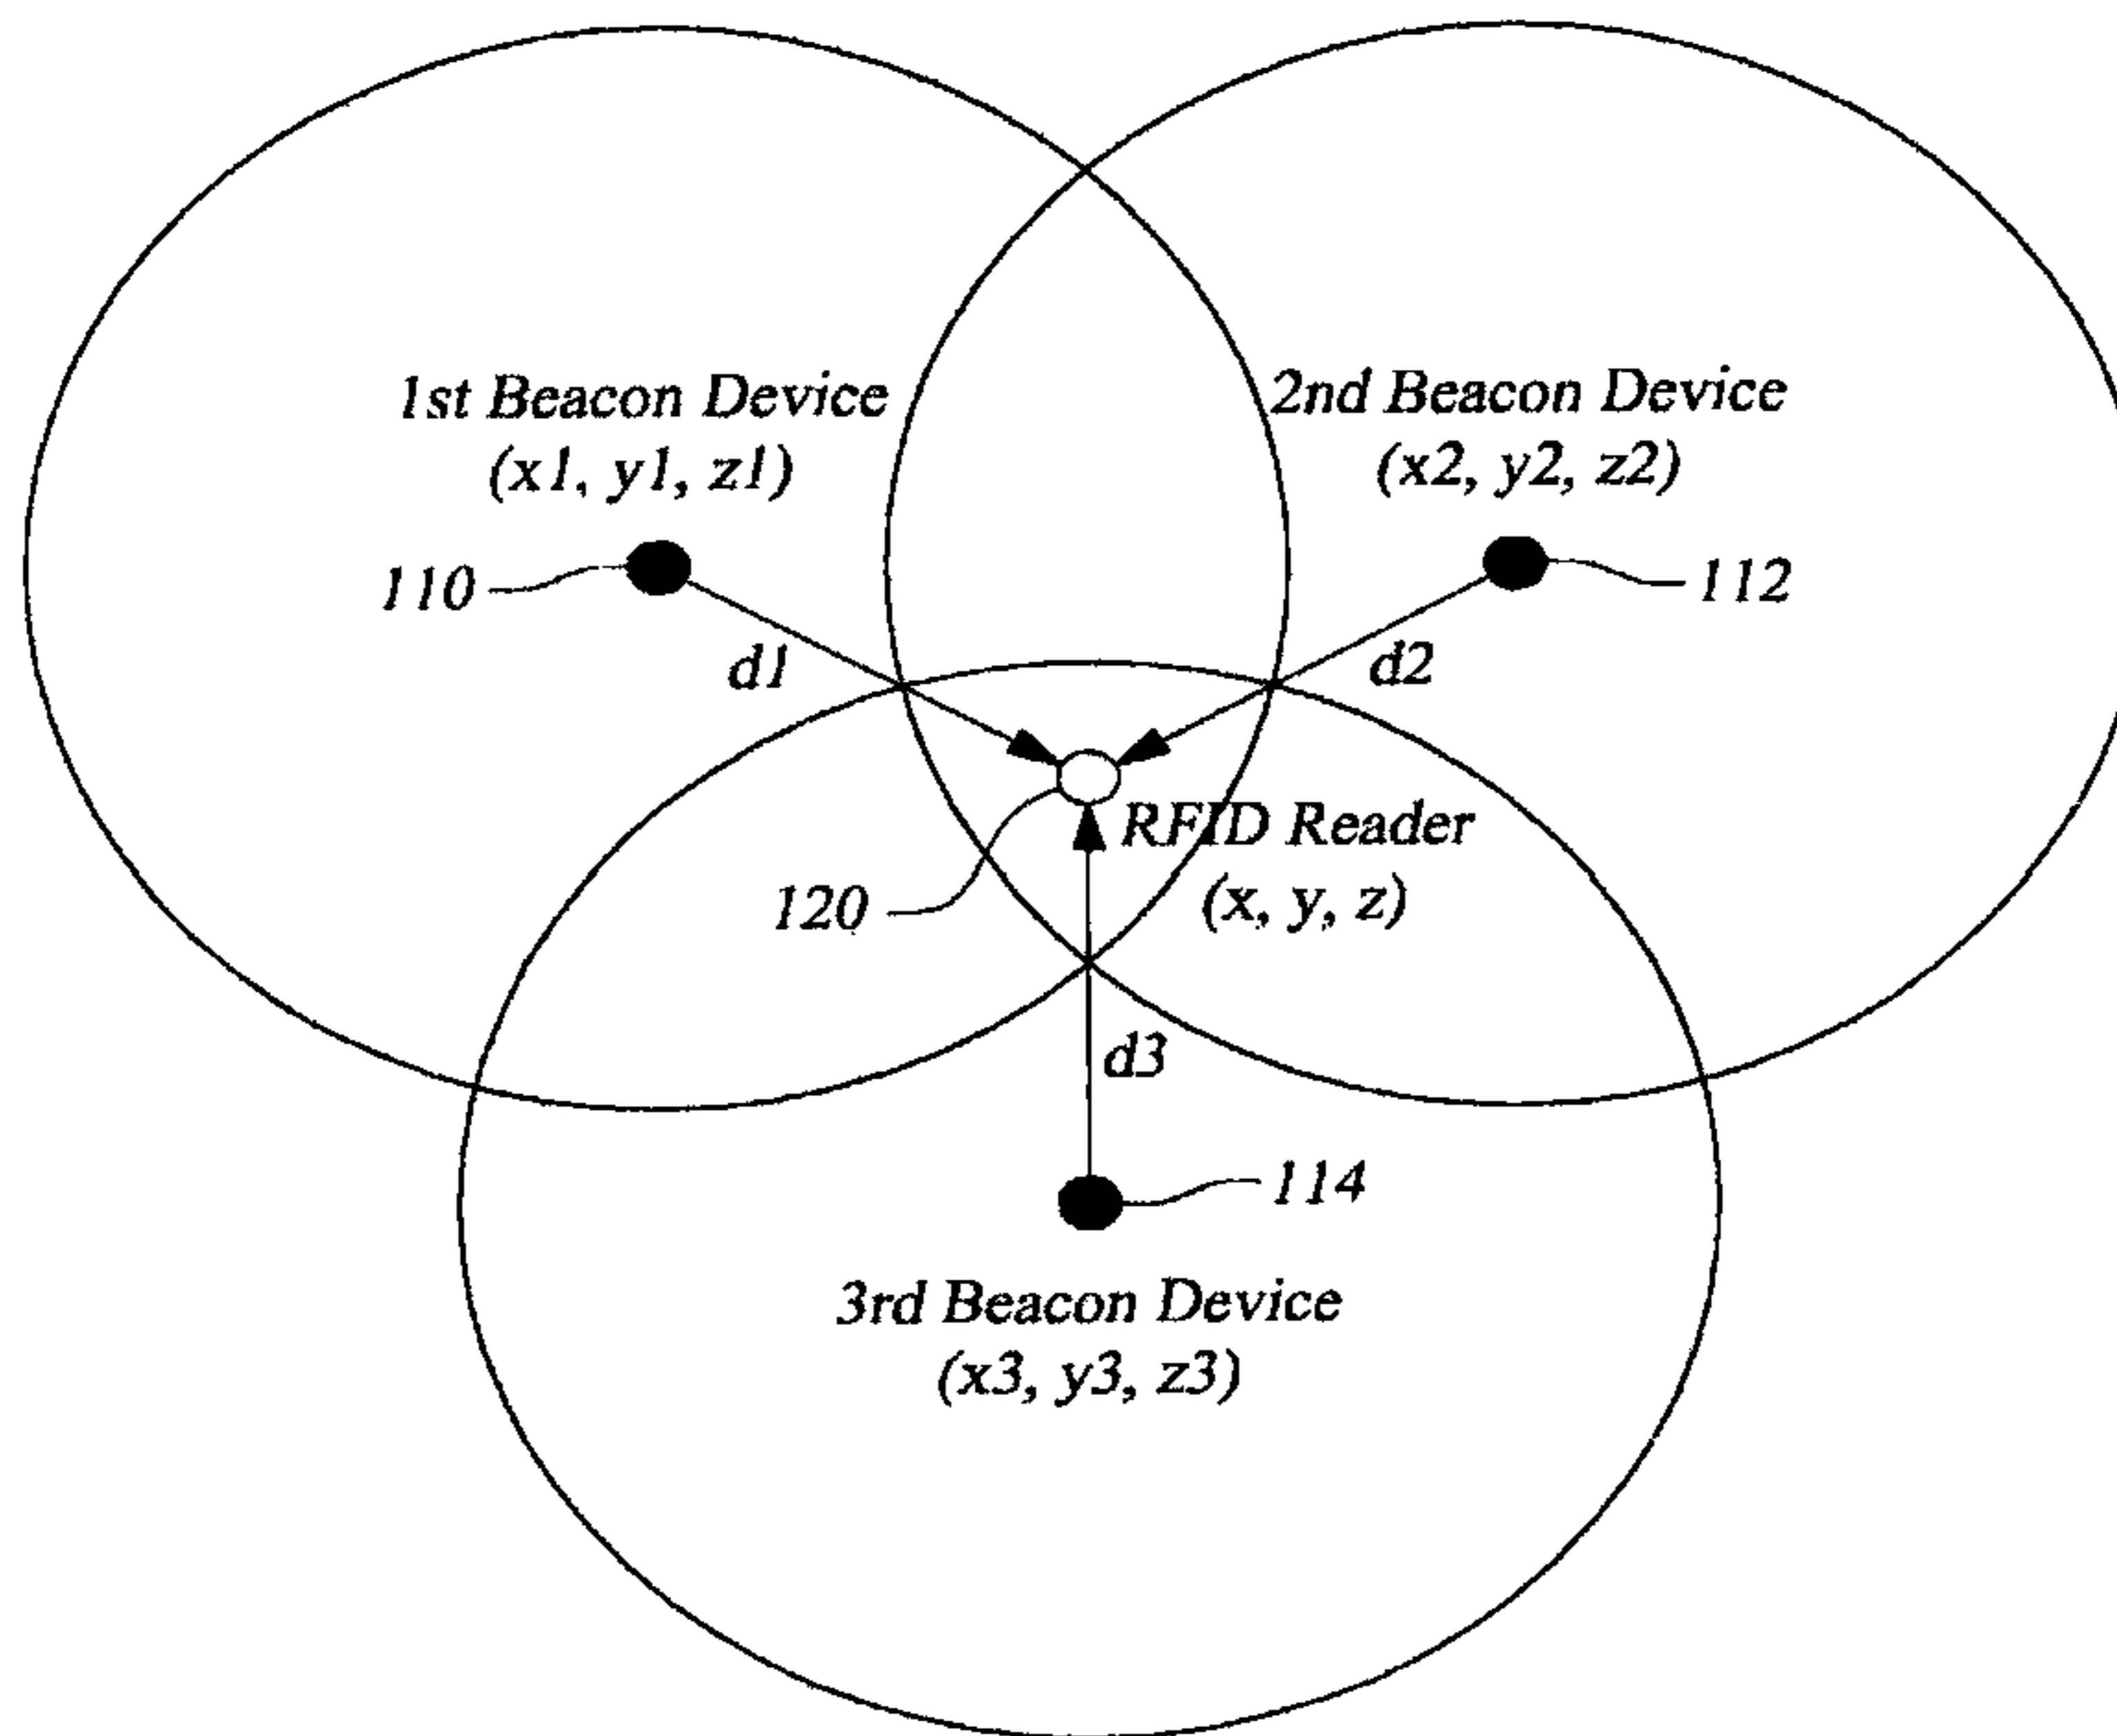 1st Beacon Device
(x1, y1, z1)
2nd Beacon Device
(x2, y2, z2)
110
112
d1
d2
RFID Reader
(x, y, z)
120
d3
114
3rd Beacon Device
(x3, y3, z3)